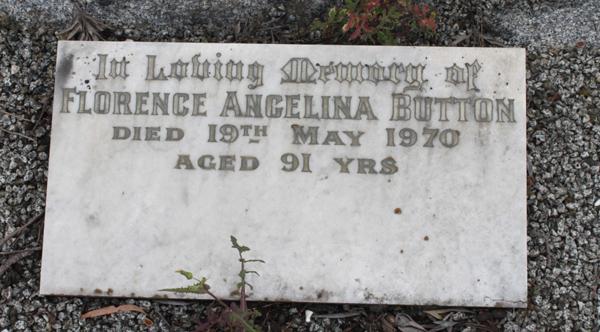 In Loving Memory of
FLORENCE ANGELINA BUTTON
DIED 19TH MAY 1970
AGED 91 YRS